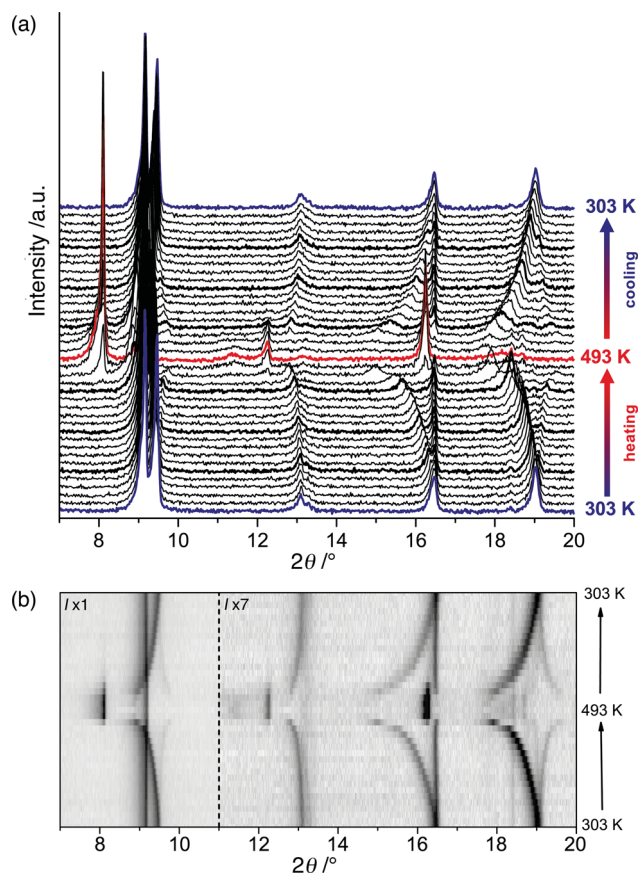 (a)
Intensity /a.u.
303 K
cooling
493 K
heating
303 K
8 10 12 14 16 18 20
2θ /°
(b)
I x1
I x7
303 K
493 K
303 K
8 10 12 14 16 18 20
2θ /°